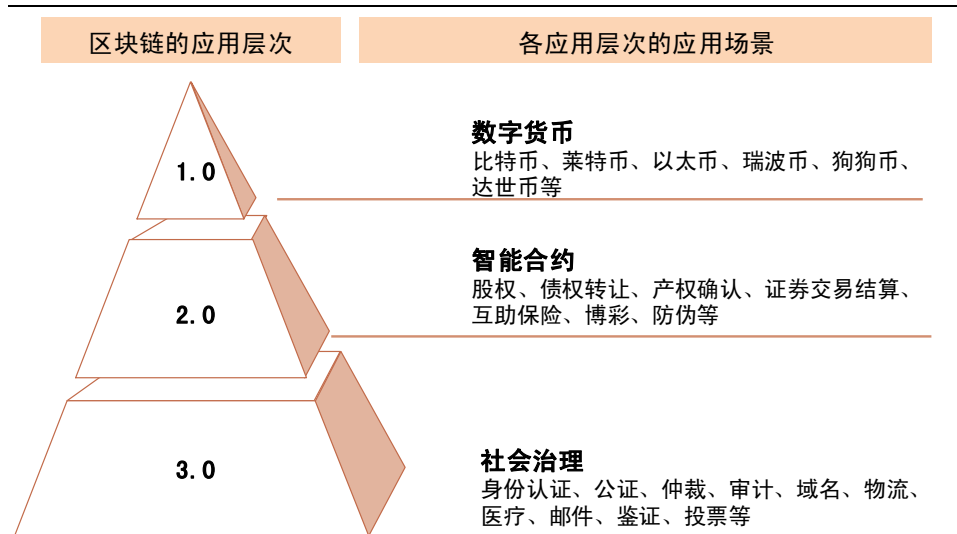 区块链的应用层次
各应用层次的应用场景
1.0
数字货币
比特币、莱特币、以太币、瑞波币、狗狗币、
达世币等
2.0
智能合约
股权、债权转让、产权确认、证券交易结算、
互助保险、博彩、防伪等
3.0
社会治理
身份认证、公证、仲裁、审计、域名、物流、
医疗、邮件、鉴证、投票等